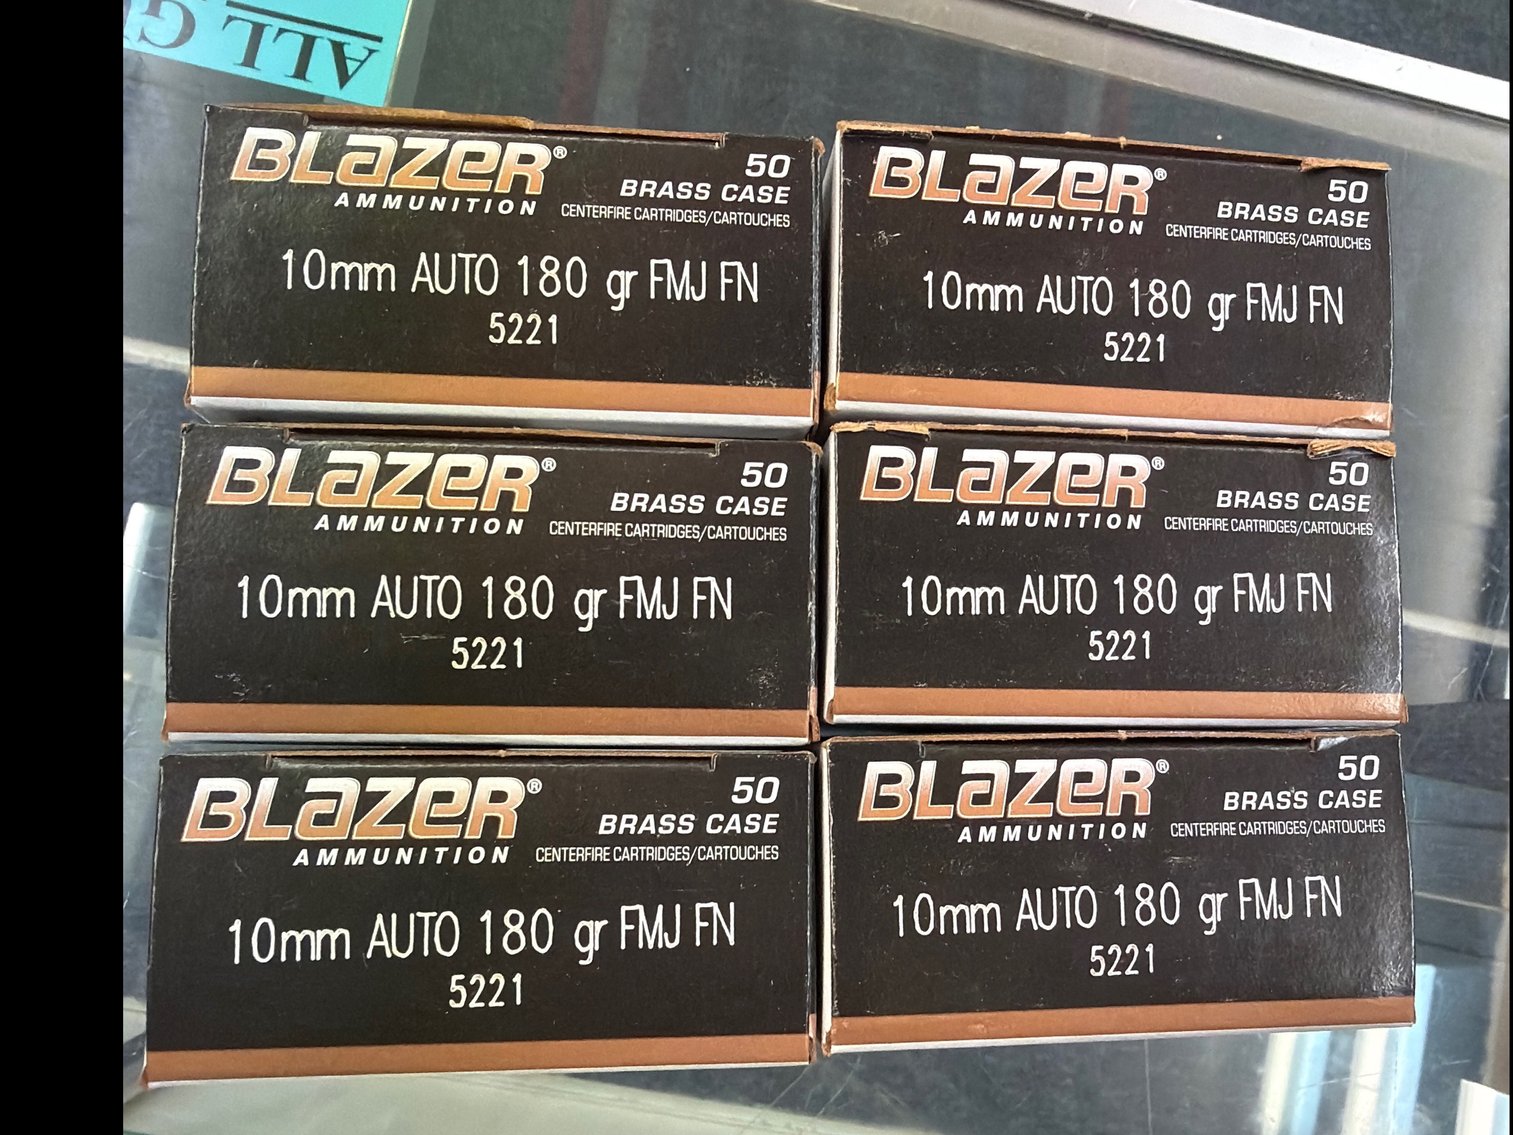 ALL G
BLAZER®
AMMUNITION
50
BRASS CASE
CENTERFIRE CARTRIDGES/CARTOUCHES
10mm AUTO 180 gr FMJ FN
5221
BLAZER®
AMMUNITION
50
BRASS CASE
CENTERFIRE CARTRIDGES/CARTOUCHES
10mm AUTO 180 gr FMJ FN
5221
BLAZER®
AMMUNITION
50
BRASS CASE
CENTERFIRE CARTRIDGES/CARTOUCHES
10mm AUTO 180 gr FMJ FN
5221
BLAZER®
AMMUNITION
50
BRASS CASE
CENTERFIRE CARTRIDGES/CARTOUCHES
10mm AUTO 180 gr FMJ FN
5221
BLAZER®
AMMUNITION
50
BRASS CASE
CENTERFIRE CARTRIDGES/CARTOUCHES
10mm AUTO 180 gr FMJ FN
5221
BLAZER®
AMMUNITION
50
BRASS CASE
CENTERFIRE CARTRIDGES/CARTOUCHES
10mm AUTO 180 gr FMJ FN
5221